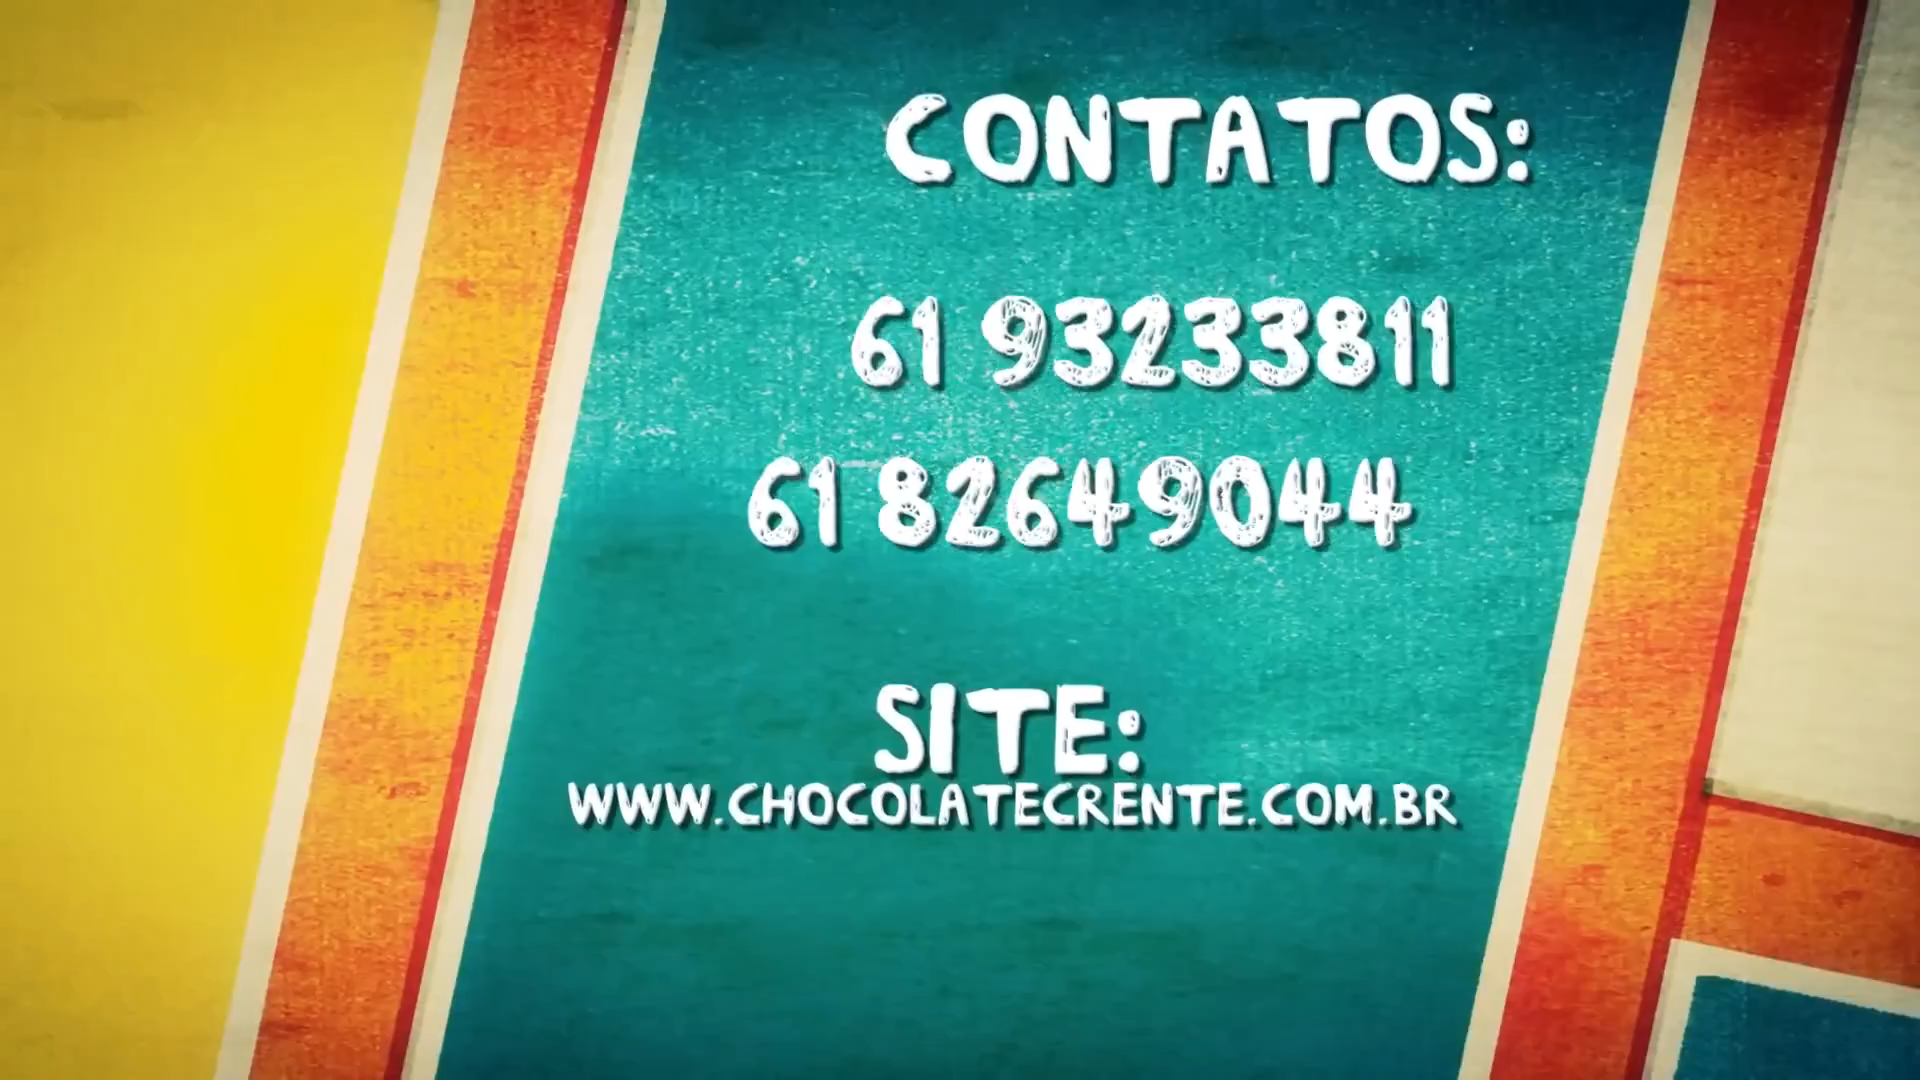 CONTATOS:
61 93233811
61 82649044
SITE:
WWW.CHOCOLATECRENTE.COM.BR